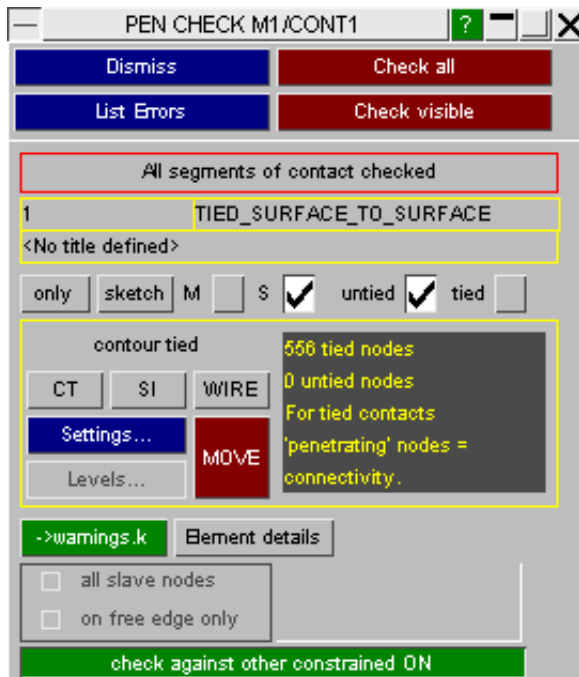 PEN CHECK M1/CONT1 ?
Dismiss Check all
List Errors Check visible
All segments of contact checked
1 TIED_SURFACE_TO_SURFACE
<No title defined>
only sketch M S untied tied
contour tied
CT SI WIRE
Settings...
Levels...
MOVE
556 tied nodes
0 untied nodes
For tied contacts
'penetrating' nodes =
connectivity.
->warnings.k Element details
all slave nodes
on free edge only
check against other constrained ON